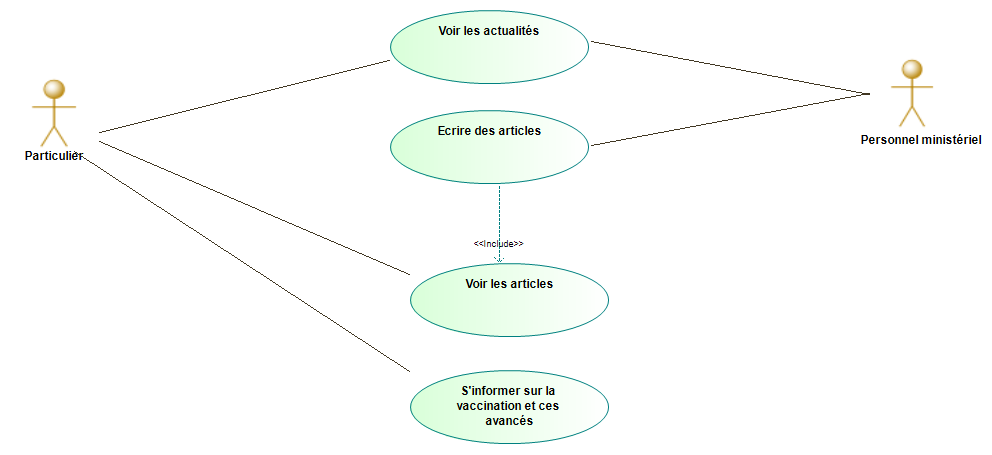 Voir les actualités
Ecrire des articles
Particulier
Personnel ministériel
<<Include>>
Voir les articles
S'informer sur la
vaccination et ces
avancés